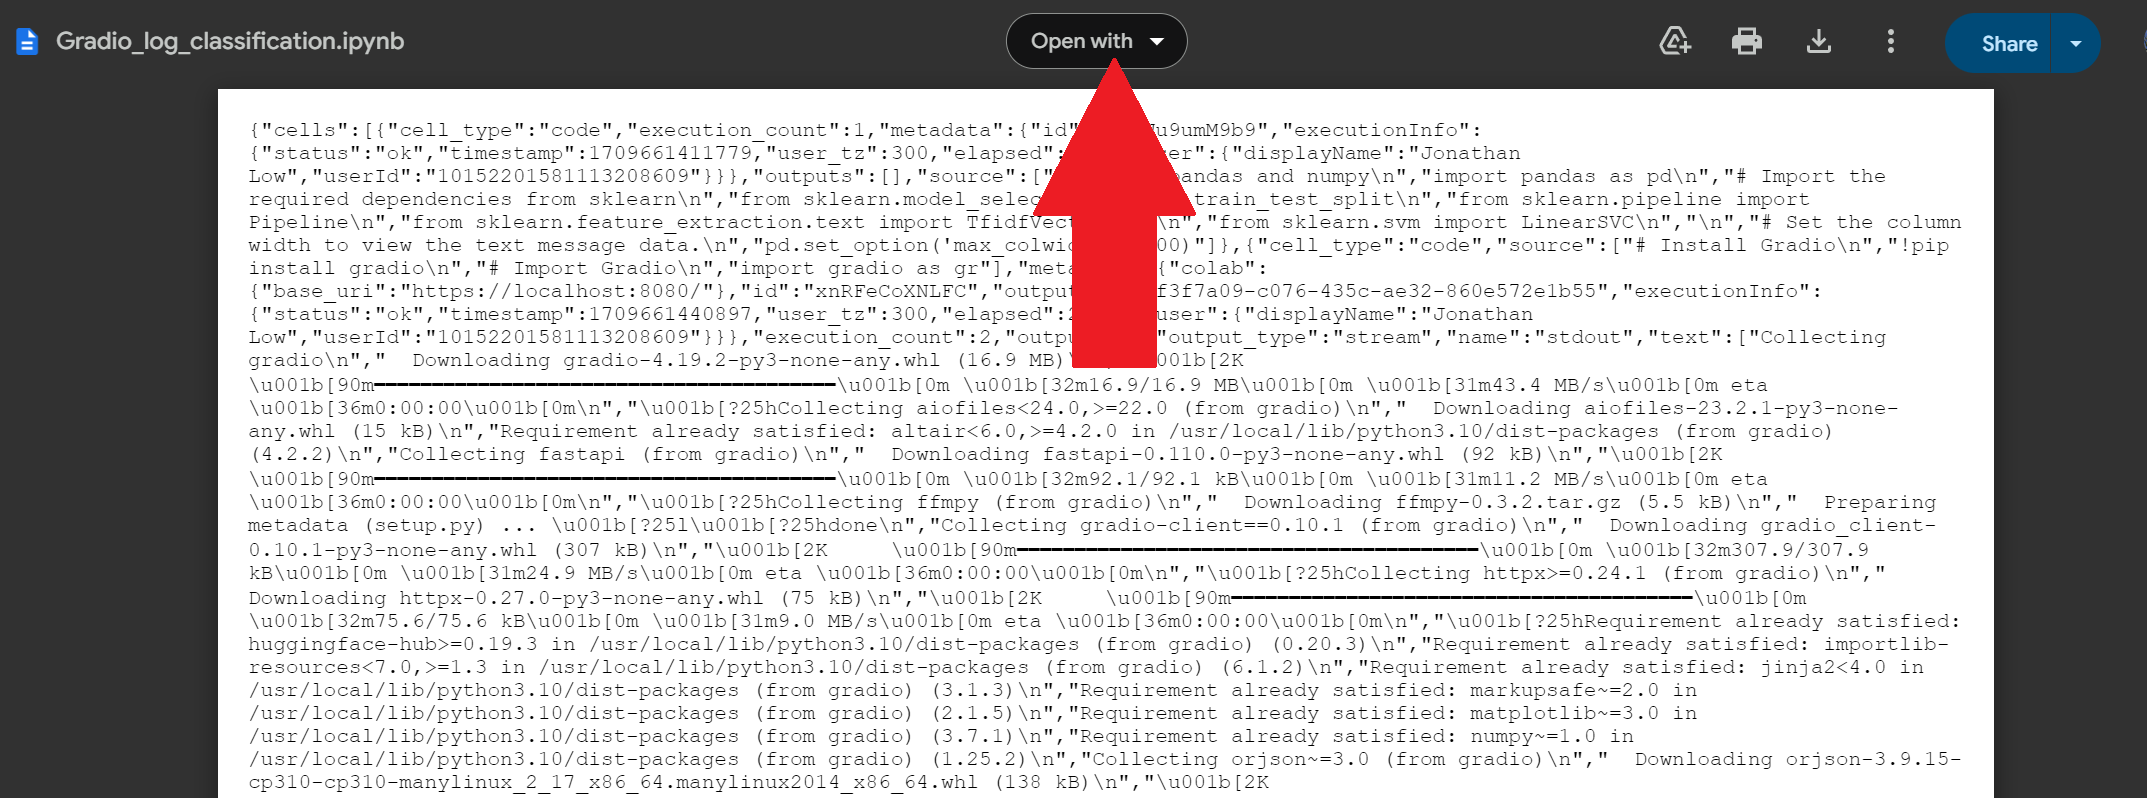 Gradio_log_classification.ipynb
Open with
Share
{"cells":[{"cell_type":"code","execution_count":1,"metadata":{"id" u9umM9b9","executionInfo":
{"status":"ok","timestamp":1709661411779,"user_tz":300,"elapsed": er":{"displayName":"Jonathan
Low","userId":"10152201581113208609"}}},"outputs":[],"source":[" pandas and numpy\n","import pandas as pd\n","# Import the
required dependencies from sklearn\n","from sklearn.model_selec train_test_split\n","from sklearn.pipeline import
Pipeline\n","from sklearn.feature_extraction.text import TfidfVect \n","from sklearn.svm import LinearSVC\n","\n","# Set the column
width to view the text message data.\n","pd.set_option('max_colwid 00)"]},{"cell_type":"code","source":["# Install Gradio\n","!pip
install gradio\n","# Import Gradio\n","import gradio as gr"],"meta {"colab":
{"base_uri":"https://localhost:8080/"},"id":"xnRFeCoXNLFC","output f3f7a09-c076-435c-ae32-860e572e1b55","executionInfo":
{"status":"ok","timestamp":1709661440897,"user_tz":300,"elapsed": user":{"displayName":"Jonathan
Low","userId":"10152201581113208609"}}},"execution_count":2,"outpu "output_type":"stream","name":"stdout","text":["Collecting
gradio\n","  Downloading gradio-4.19.2-py3-none-any.whl (16.9 MB)\ 001b[2K
\u001b[90m━━━━━━━━━━━━━━━━━━━━━━━━━━━━━━━━━━━━━━━━\u001b[0m \u001b[32m16.9/16.9 MB\u001b[0m \u001b[31m43.4 MB/s\u001b[0m eta
\u001b[36m0:00:00\u001b[0m\n","\u001b[?25hCollecting aiofiles<24.0,>=22.0 (from gradio)\n","  Downloading aiofiles-23.2.1-py3-none-
any.whl (15 kB)\n","Requirement already satisfied: altair<6.0,>=4.2.0 in /usr/local/lib/python3.10/dist-packages (from gradio)
(4.2.2)\n","Collecting fastapi (from gradio)\n","  Downloading fastapi-0.110.0-py3-none-any.whl (92 kB)\n","\u001b[2K
\u001b[90m━━━━━━━━━━━━━━━━━━━━━━━━━━━━━━━━━━━━━━━━\u001b[0m \u001b[32m92.1/92.1 kB\u001b[0m \u001b[31m11.2 MB/s\u001b[0m eta
\u001b[36m0:00:00\u001b[0m\n","\u001b[?25hCollecting ffmpy (from gradio)\n","  Downloading ffmpy-0.3.2.tar.gz (5.5 kB)\n","  Preparing
metadata (setup.py) ... \u001b[?25l\u001b[?25hdone\n","Collecting gradio-client==0.10.1 (from gradio)\n","  Downloading gradio_client-
0.10.1-py3-none-any.whl (307 kB)\n","\u001b[2K     \u001b[90m━━━━━━━━━━━━━━━━━━━━━━━━━━━━━━━━━━━━━━━━\u001b[0m \u001b[32m307.9/307.9
kB\u001b[0m \u001b[31m24.9 MB/s\u001b[0m eta \u001b[36m0:00:00\u001b[0m\n","\u001b[?25hCollecting httpx>=0.24.1 (from gradio)\n","
Downloading httpx-0.27.0-py3-none-any.whl (75 kB)\n","\u001b[2K     \u001b[90m━━━━━━━━━━━━━━━━━━━━━━━━━━━━━━━━━━━━━━━━\u001b[0m
\u001b[32m75.6/75.6 kB\u001b[0m \u001b[31m9.0 MB/s\u001b[0m eta \u001b[36m0:00:00\u001b[0m\n","\u001b[?25hRequirement already satisfied:
huggingface-hub>=0.19.3 in /usr/local/lib/python3.10/dist-packages (from gradio) (0.20.3)\n","Requirement already satisfied: importlib-
resources<7.0,>=1.3 in /usr/local/lib/python3.10/dist-packages (from gradio) (6.1.2)\n","Requirement already satisfied: jinja2<4.0 in
/usr/local/lib/python3.10/dist-packages (from gradio) (3.1.3)\n","Requirement already satisfied: markupsafe~=2.0 in
/usr/local/lib/python3.10/dist-packages (from gradio) (2.1.5)\n","Requirement already satisfied: matplotlib~=3.0 in
/usr/local/lib/python3.10/dist-packages (from gradio) (3.7.1)\n","Requirement already satisfied: numpy~=1.0 in
/usr/local/lib/python3.10/dist-packages (from gradio) (1.25.2)\n","Collecting orjson~=3.0 (from gradio)\n","  Downloading orjson-3.9.15-
cp310-cp310-manylinux_2_17_x86_64.manylinux2014_x86_64.whl (138 kB)\n","\u001b[2K